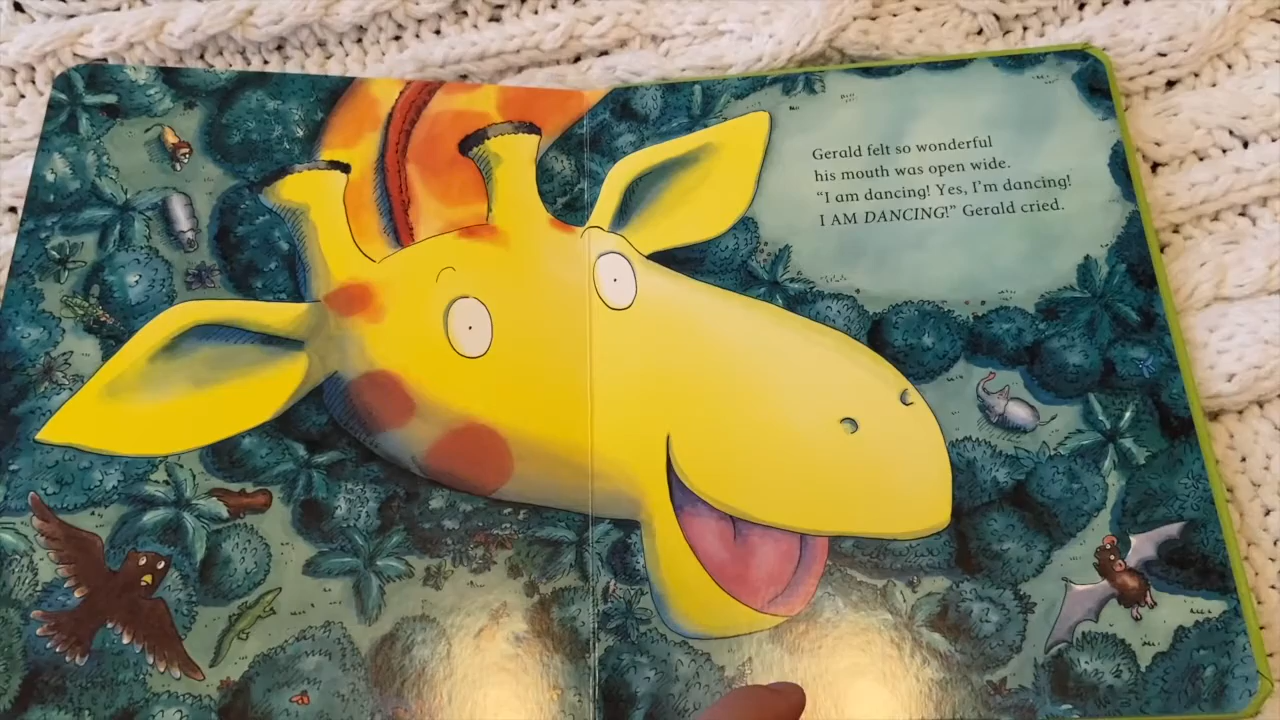 Gerald felt so wonderful
his mouth was open wide.
“I am dancing! Yes, I’m dancing!
I AM DANCING!” Gerald cried.